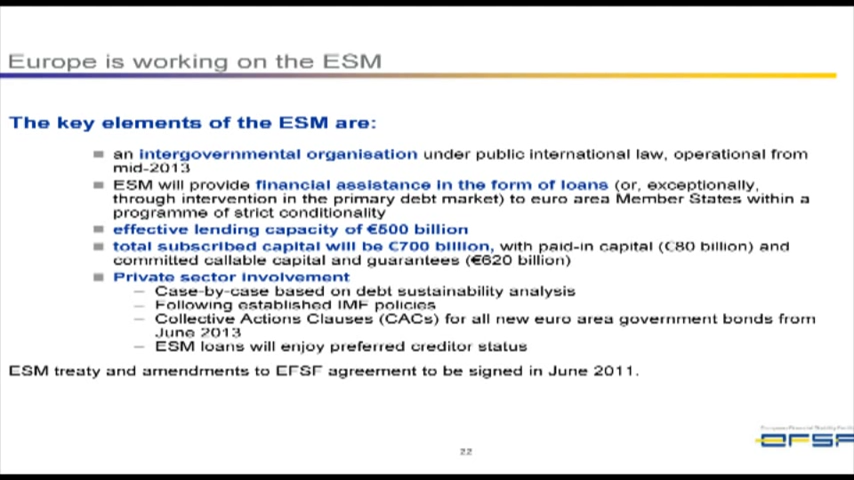 Europe is working on the ESM
The key elements of the ESM are:
an intergovernmental organisation under public international law, operational from
mid-2013
ESM will provide financial assistance in the form of loans (or, exceptionally,
through intervention in the primary debt market) to euro area Member States within a
programme of strict conditionality
effective lending capacity of €500 billion
total subscribed capital will be €700 billion, with paid-in capital (€80 billion) and
committed callable capital and guarantees (€620 billion)
Private sector involvement
– Case-by-case based on debt sustainability analysis
– Following established IMF policies
– Collective Actions Clauses (CACs) for all new euro area government bonds from
June 2013
– ESM loans will enjoy preferred creditor status
ESM treaty and amendments to EFSF agreement to be signed in June 2011.
EFSF
22